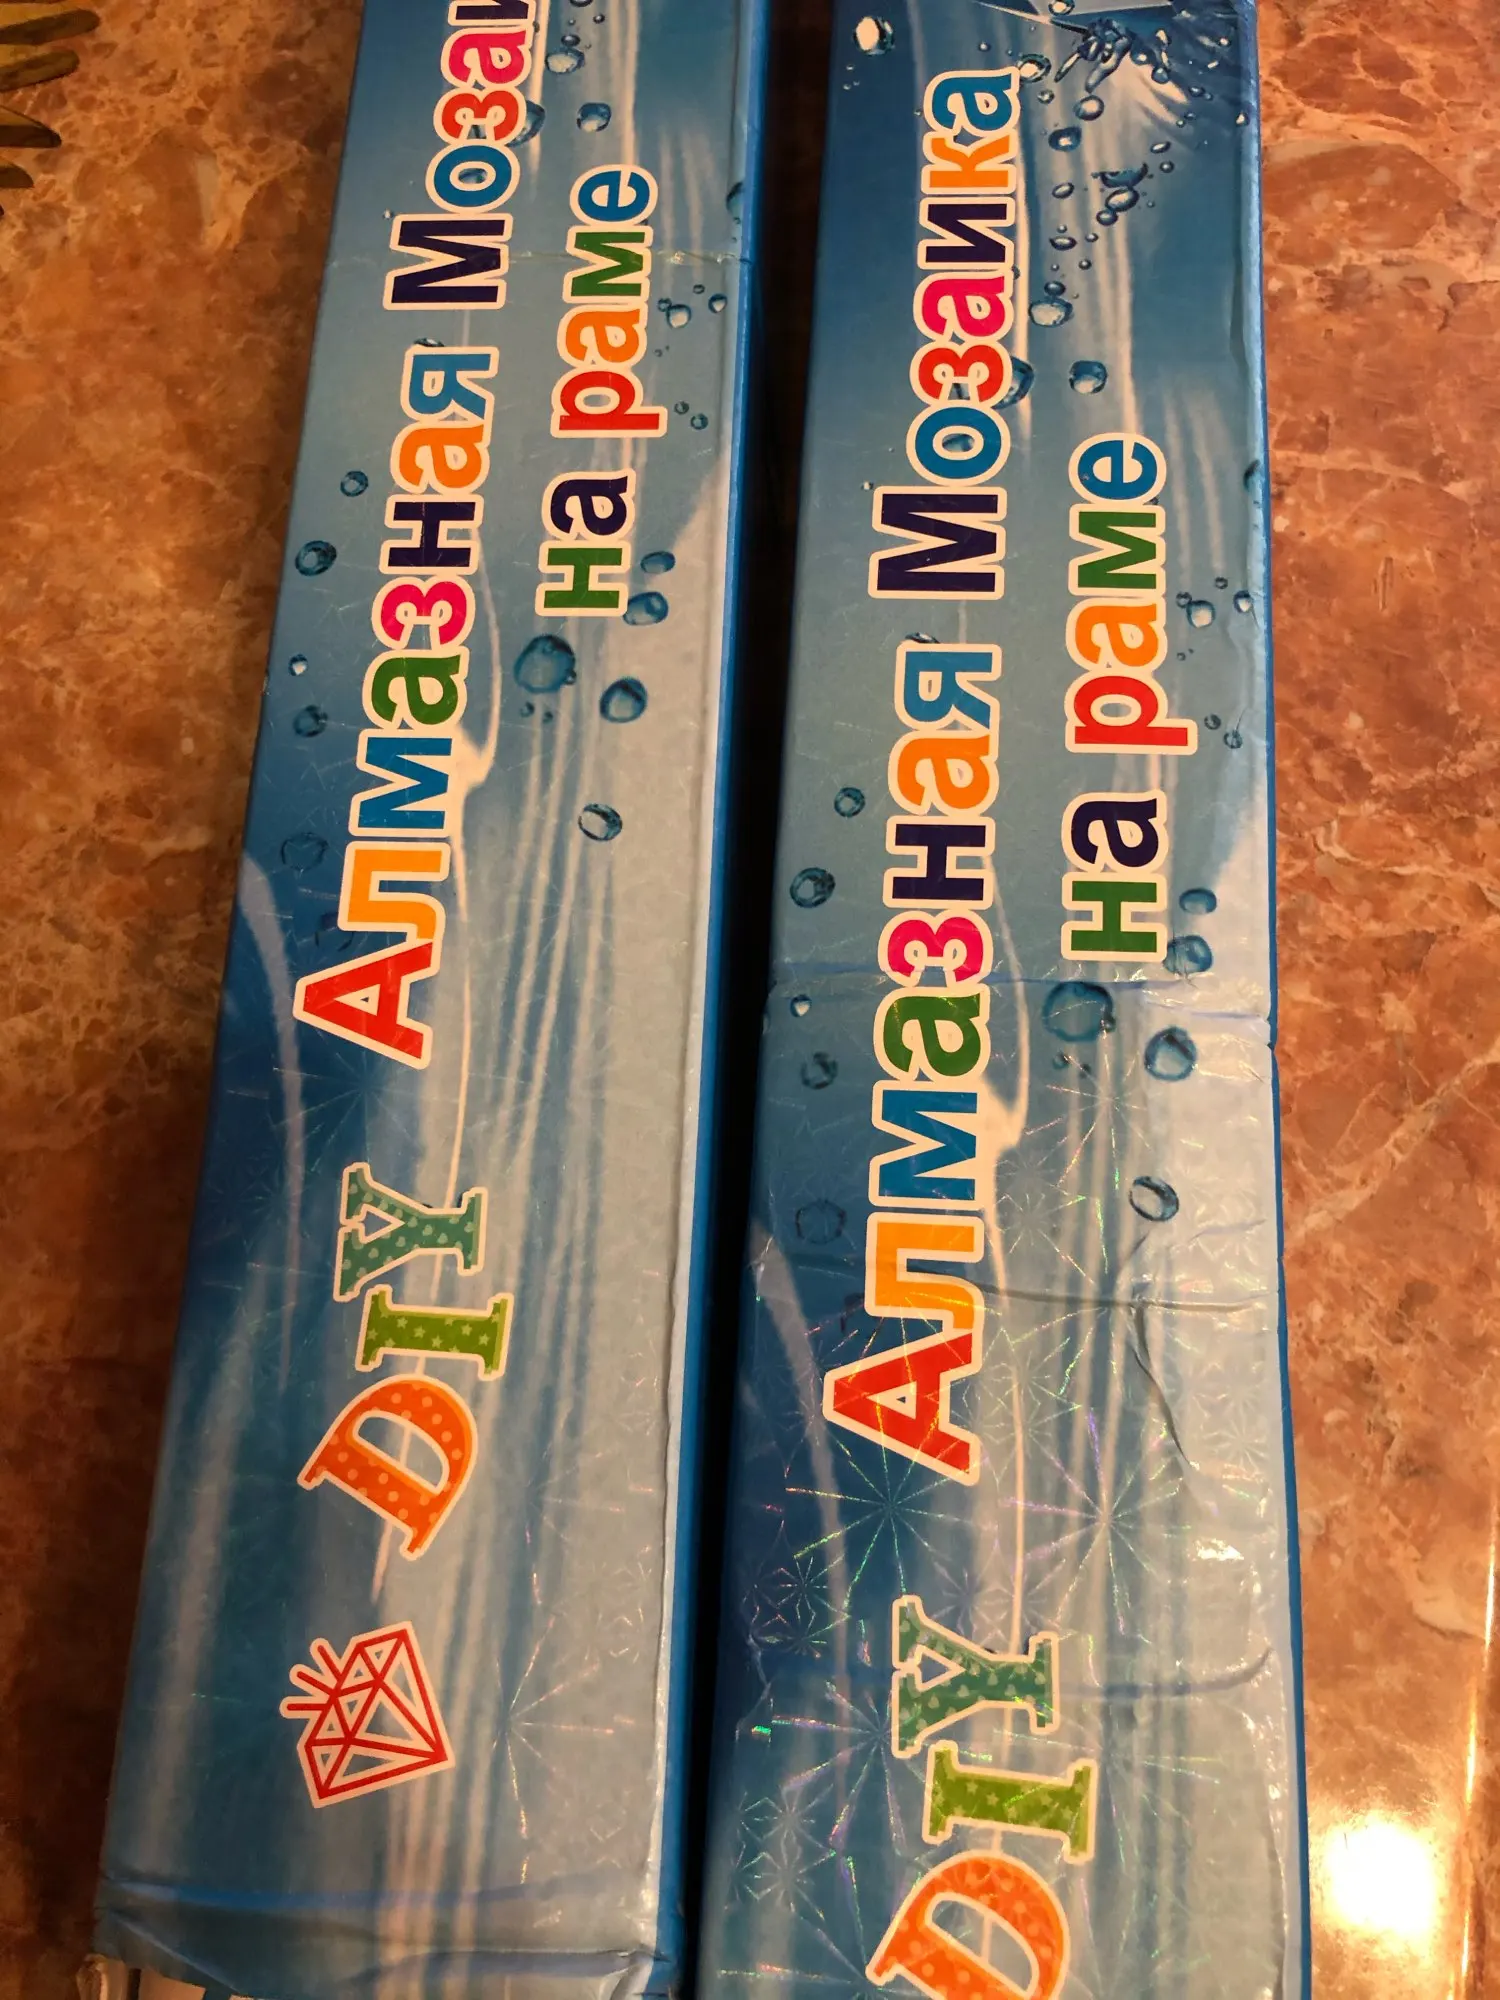 DIY Алмазная Мозаи
на раме
DIY Алмазная Мозаика
на раме